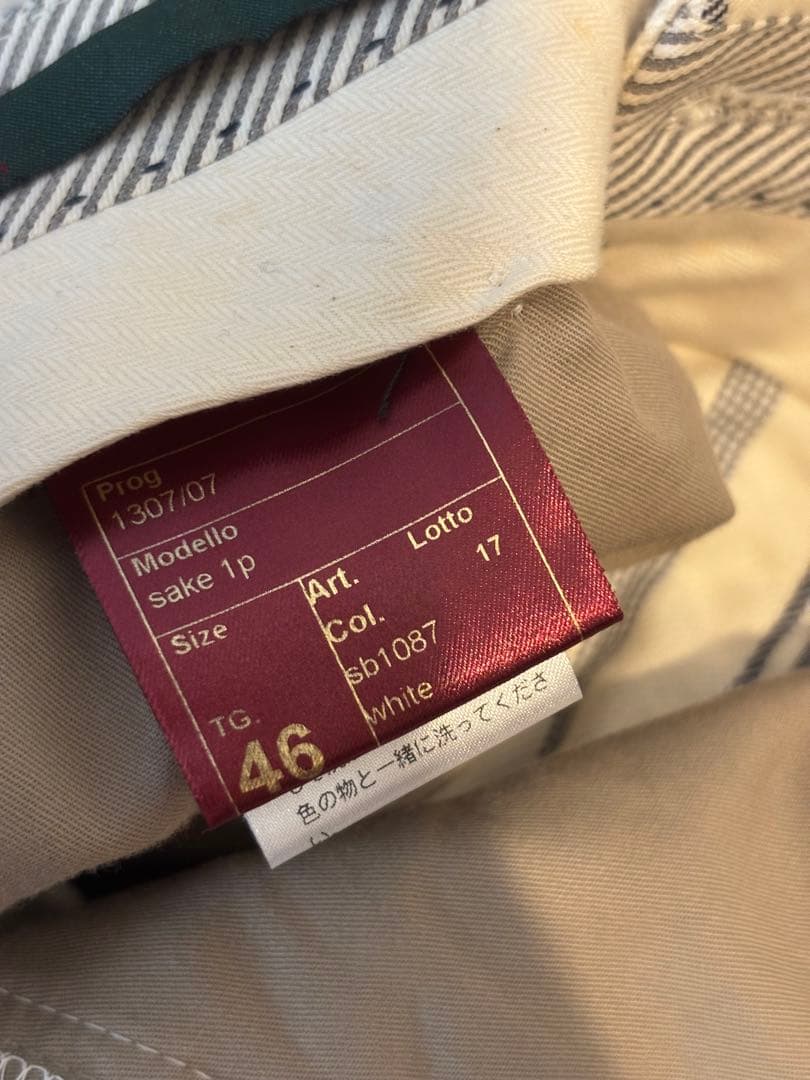 Prog
1307/07
Modello
sake 1p
Size
TG.
46
Art.
Lotto
17
Col.
sb1087
white
色の物と一緒に洗ってくださ
い